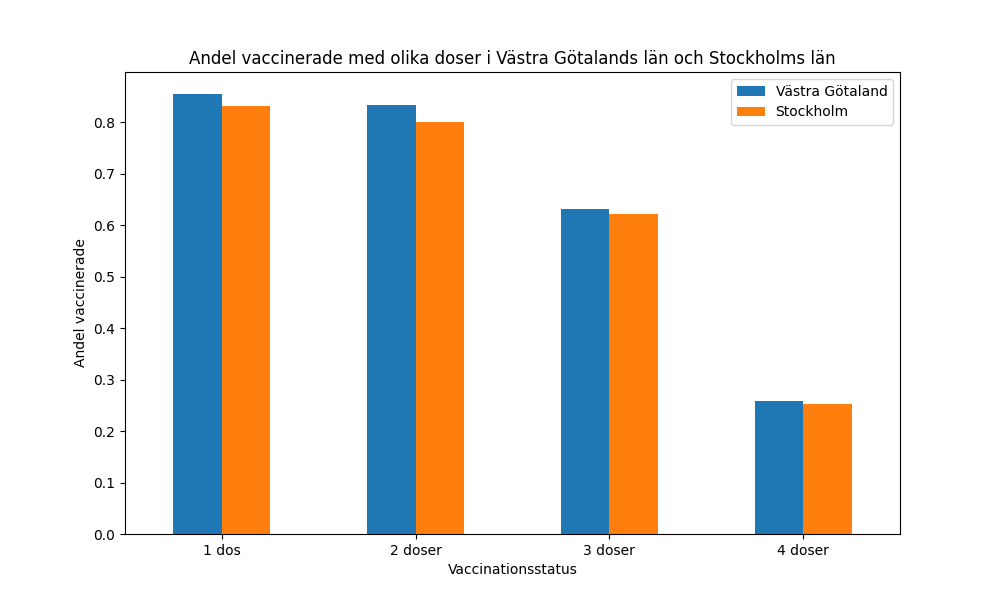 Andel vaccinerade med olika doser i Västra Götalands län och Stockholms län
Västra Götaland
Stockholm
Andel vaccinerade
0.8
0.7
0.6
0.5
0.4
0.3
0.2
0.1
0.0
1 dos
2 doser
3 doser
4 doser
Vaccinationsstatus